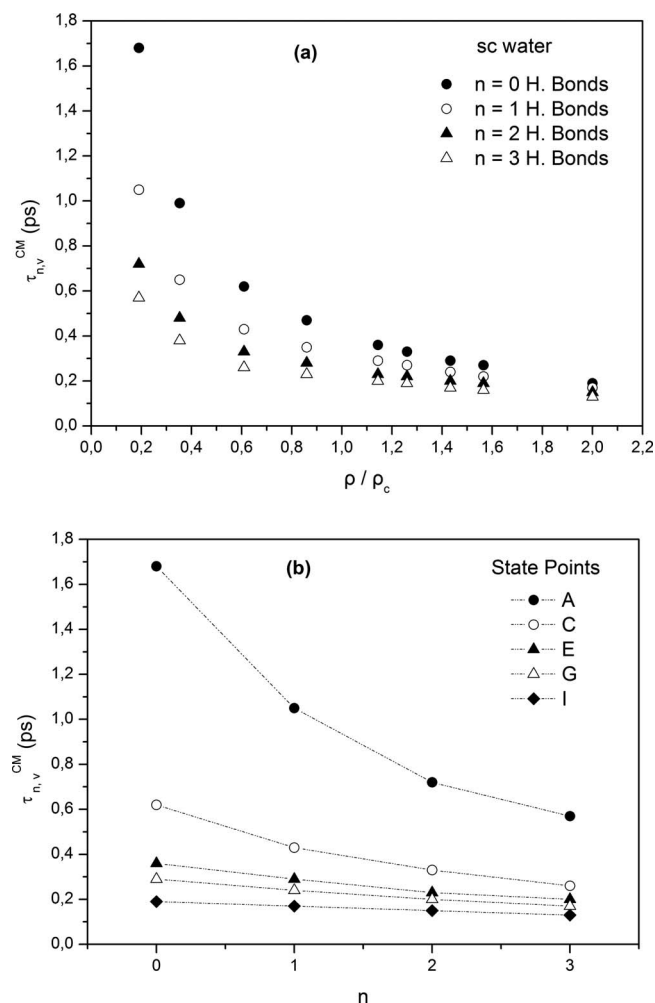 1,8
(a)
sc water
1,6
n = 0 H. Bonds
1,4
n = 1 H. Bonds
n = 2 H. Bonds
1,2
n = 3 H. Bonds
1,0
τn,v CM (ps)
0,8
0,6
0,4
0,2
0,0
0,0 0,2 0,4 0,6 0,8 1,0 1,2 1,4 1,6 1,8 2,0 2,2
ρ / ρc
1,8
(b)
State Points
1,6
A
1,4
C
E
1,2
G
I
1,0
τn, v CM (ps)
0,8
0,6
0,4
0,2
0,0
0 1 2 3
n